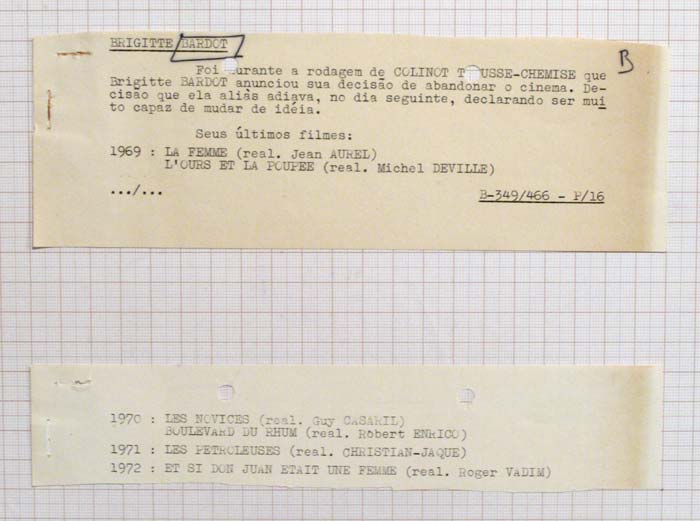 BRIGITTE BARDOT
B
Foi durante a rodagem de COLINOT TROUSSE-CHEMISE que
Brigitte BARDOT anunciou sua decisão de abandonar o cinema. De-
cisão que ela aliás adiava, no dia seguinte, declarando ser mui
to capaz de mudar de idéia.
Seus últimos filmes:
1969 : LA FEMME (real. Jean AUREL)
L'OURS ET LA POUPEE (real. Michel DEVILLE)
.../...
B-349/466 - P/16
1970 : LES NOVICES (real. Guy CASARIL)
BOULEVARD DU RHUM (real. Robert ENRICO)
1971 : LES PETROLEUSES (real. CHRISTIAN-JAQUE)
1972 : ET SI DON JUAN ETAIT UNE FEMME (real. Roger VADIM)